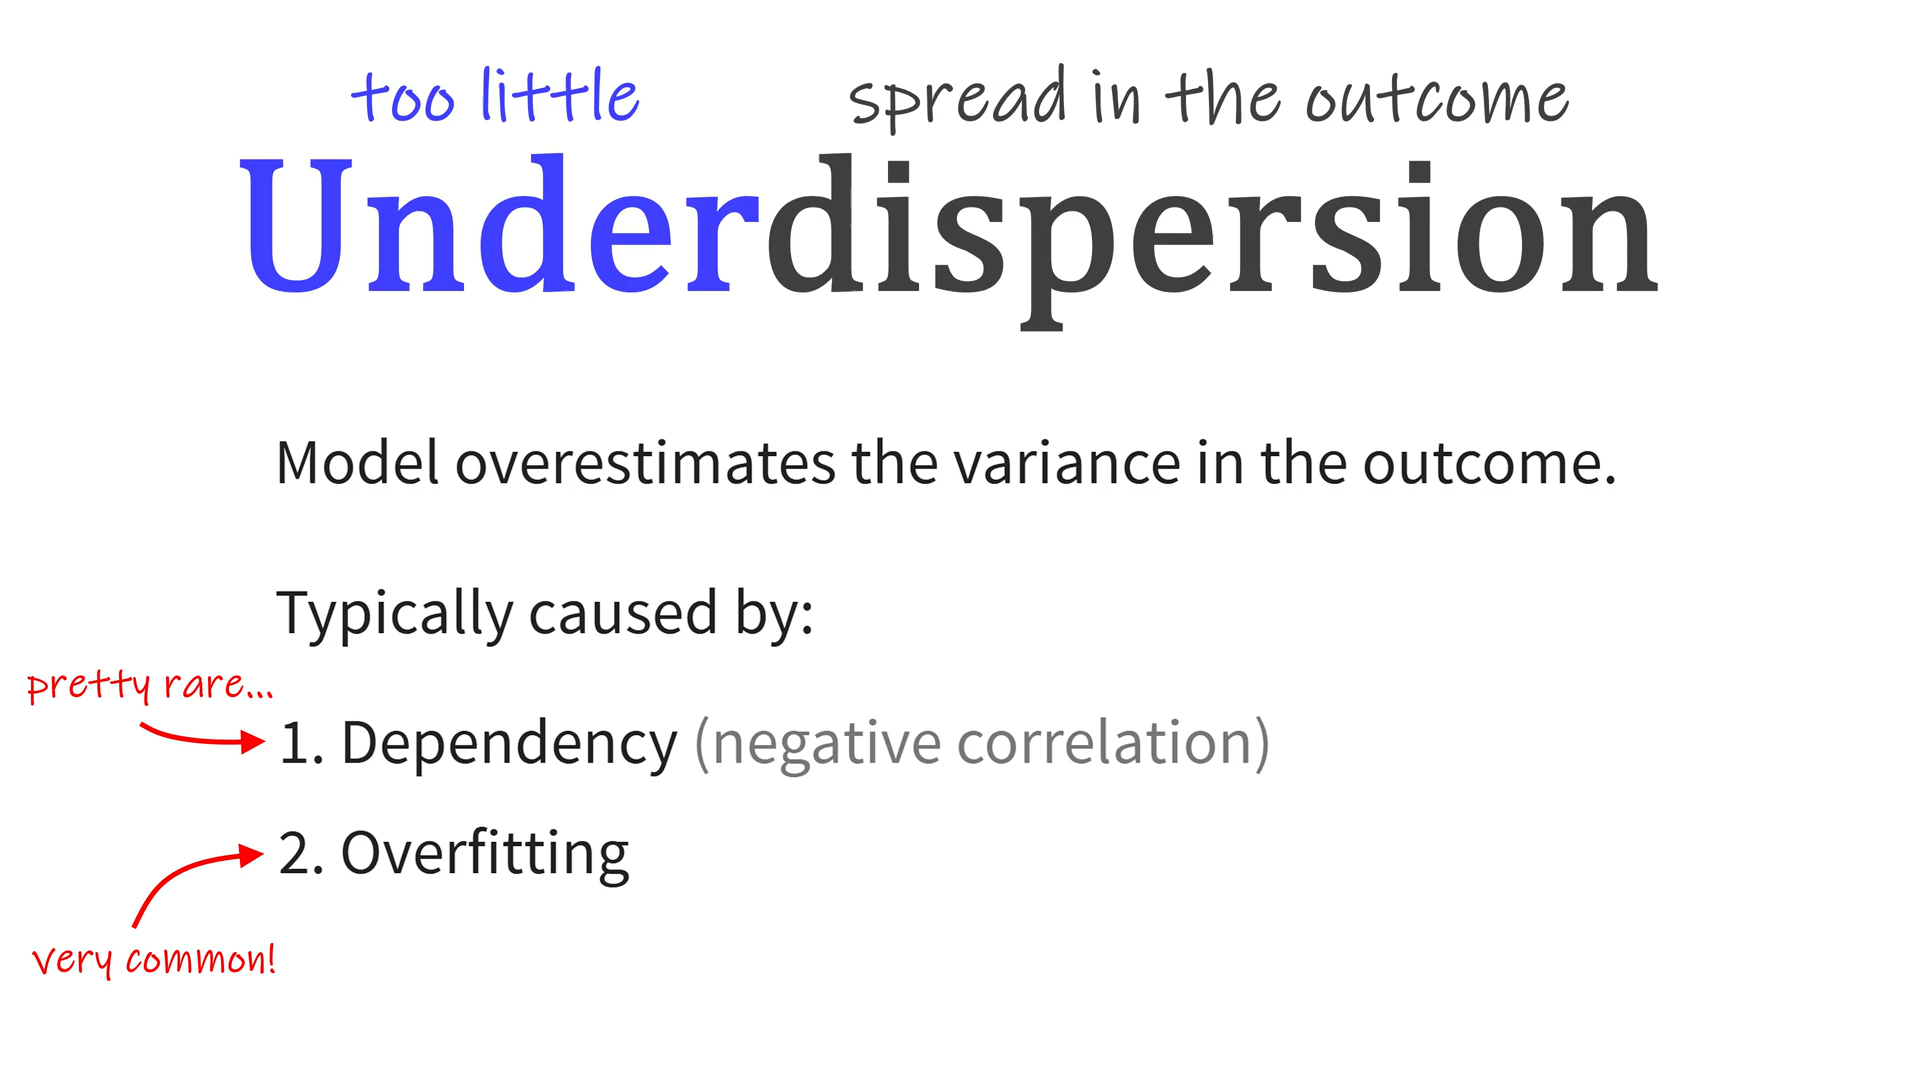 too little spread in the outcome
Underdispersion
Model overestimates the variance in the outcome.
Typically caused by:
pretty rare...
1. Dependency (negative correlation)
2. Overfitting
very common!